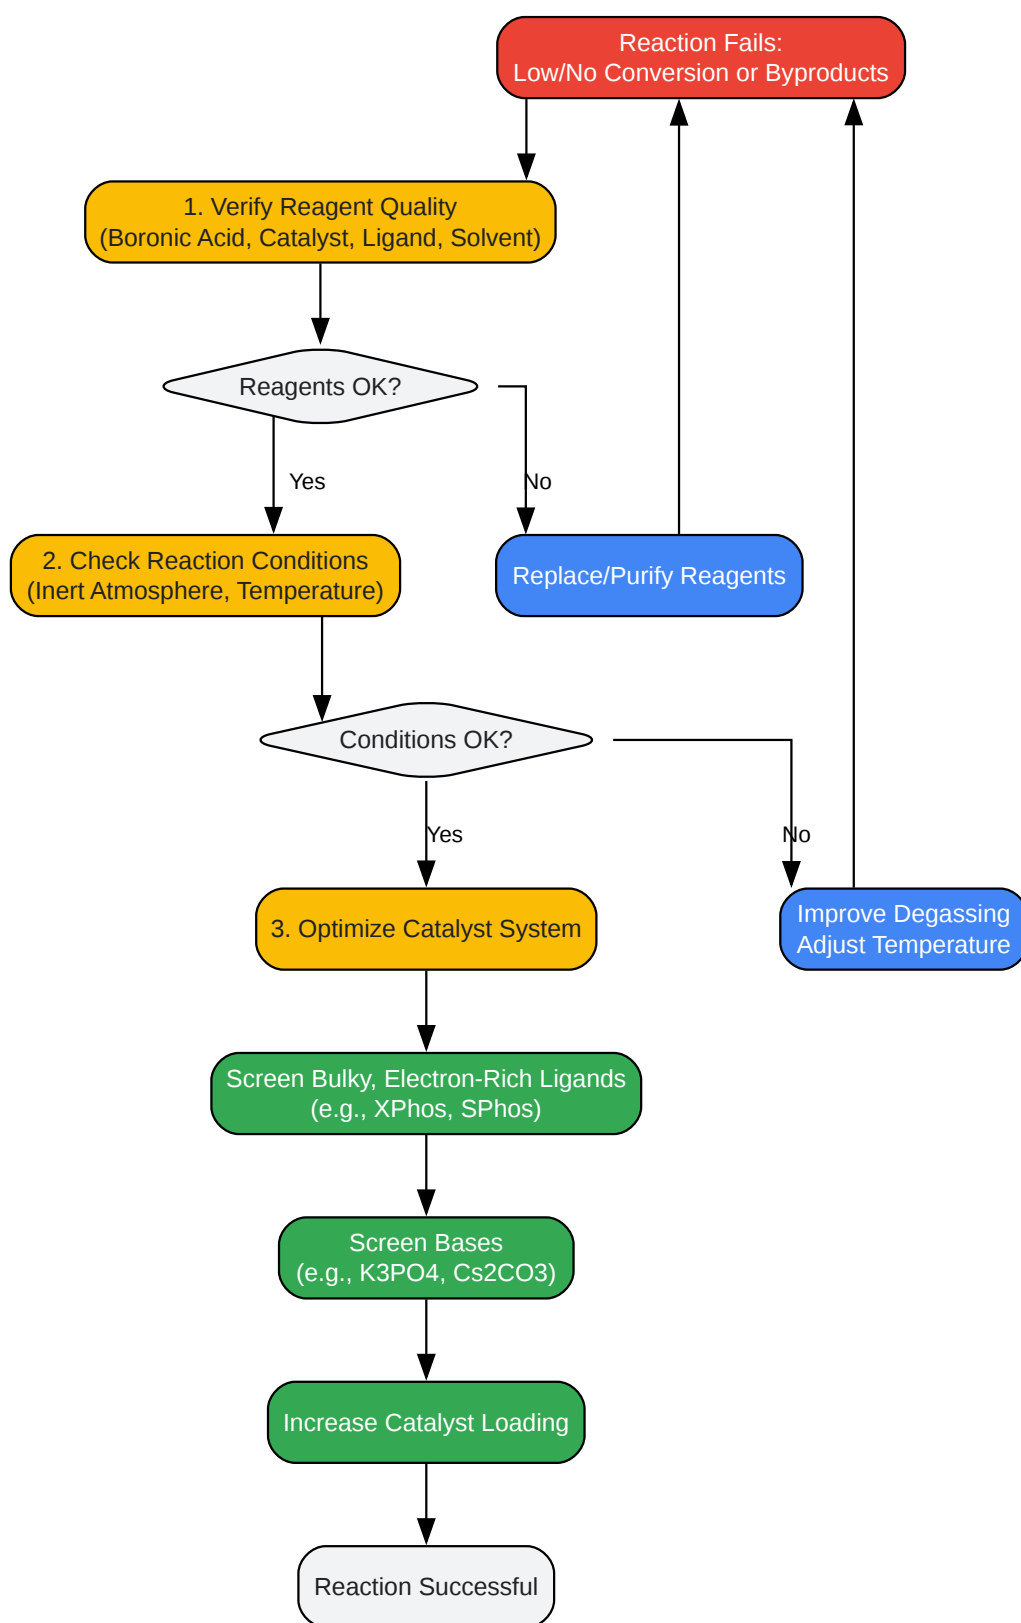 Reaction Fails:
Low/No Conversion or Byproducts
1. Verify Reagent Quality
(Boronic Acid, Catalyst, Ligand, Solvent)
Reagents OK?
Yes
No
2. Check Reaction Conditions
(Inert Atmosphere, Temperature)
Replace/Purify Reagents
Conditions OK?
Yes
No
3. Optimize Catalyst System
Improve Degassing
Adjust Temperature
Screen Bulky, Electron-Rich Ligands
(e.g., XPhos, SPhos)
Screen Bases
(e.g., K3PO4, Cs2CO3)
Increase Catalyst Loading
Reaction Successful